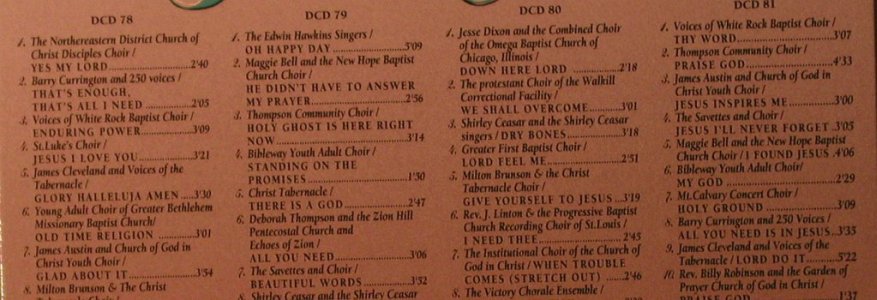 DCD 78
1. The Northereastern District Church of
Christ Disciples Choir /
YES MY LORD 2'40
2. Barry Currington and 250 voices /
THAT'S ENOUGH,
THAT'S ALL I NEED 2'05
3. Voices of White Rock Baptist Choir /
ENDURING POWER 3'09
4. St.Luke's Choir /
JESUS I LOVE YOU 3'21
5. James Cleveland and Voices of the
Tabernacle /
GLORY HALLELUJA AMEN 3'30
6. Young Adult Choir of Greater Bethlehem
Missionary Baptist Church/
OLD TIME RELIGION 3'01
7. James Austin and Church of God in
Christ Youth Choir /
GLAD ABOUT IT 3'54
8. Milton Brunson & The Christ
DCD 79
1. The Edwin Hawkins Singers /
OH HAPPY DAY 3'09
2. Maggie Bell and the New Hope Baptist
Church Choir /
HE DIDN'T HAVE TO ANSWER
MY PRAYER 2'56
3. Thompson Community Choir /
HOLY GHOST IS HERE RIGHT
NOW 3'14
4. Bibleway Youth Adult Choir /
STANDING ON THE
PROMISES 1'30
5. Christ Tabernacle /
THERE IS A GOD 2'47
6. Deborah Thompson and the Zion Hill
Pentecostal Church and
Echoes of Zion /
ALL YOU NEED 3'06
7. The Savettes and Choir /
BEAUTIFUL WORDS 3'52
8. Shirley Ceasar and the Shirley Ceasar
DCD 80
1. Jesse Dixon and the Combined Choir
of the Omega Baptist Church of
Chicago, Illinois /
DOWN HERE LORD 2'18
2. The protestant Choir of the Walkill
Correctional Facility /
WE SHALL OVERCOME 3'01
3. Shirley Ceasar and the Shirley Ceasar
singers / DRY BONES 3'18
4. Greater First Baptist Choir /
LORD FEEL ME 2'51
5. Milton Brunson & the Christ
Tabernacle Choir /
GIVE YOURSELF TO JESUS 3'19
6. Rev. J. Linton & the Progressive Baptist
Church Recording Choir of St.Louis /
I NEED THEE 2'45
7. The Institutional Choir of the Church of
God in Christ / WHEN TROUBLE
COMES (STRETCH OUT) 2'46
8. The Victory Chorale Ensemble /
DCD 81
1. Voices of White Rock Baptist Choir /
THY WORD 3'07
2. Thompson Community Choir /
PRAISE GOD 4'33
3. James Austin and Church of God in
Christ Youth Choir /
JESUS INSPIRES ME 3'00
4. The Savettes and Choir /
JESUS I'LL NEVER FORGET 3'05
5. Maggie Bell and the New Hope Baptist
Church Choir / I FOUND JESUS 4'06
6. Bibleway Youth Adult Choir/
MY GOD 2'29
7. Mt.Calvary Concert Choir /
HOLY GROUND 3'09
8. Barry Currington and 250 Voices /
ALL YOU NEED IS IN JESUS 3'35
9. James Cleveland and Voices of the
Tabernacle / LORD DO IT 5'22
10. Rev. Billy Robinson and the Garden of
Prayer Church of God in Christ /
PRAISE GOD 1'37